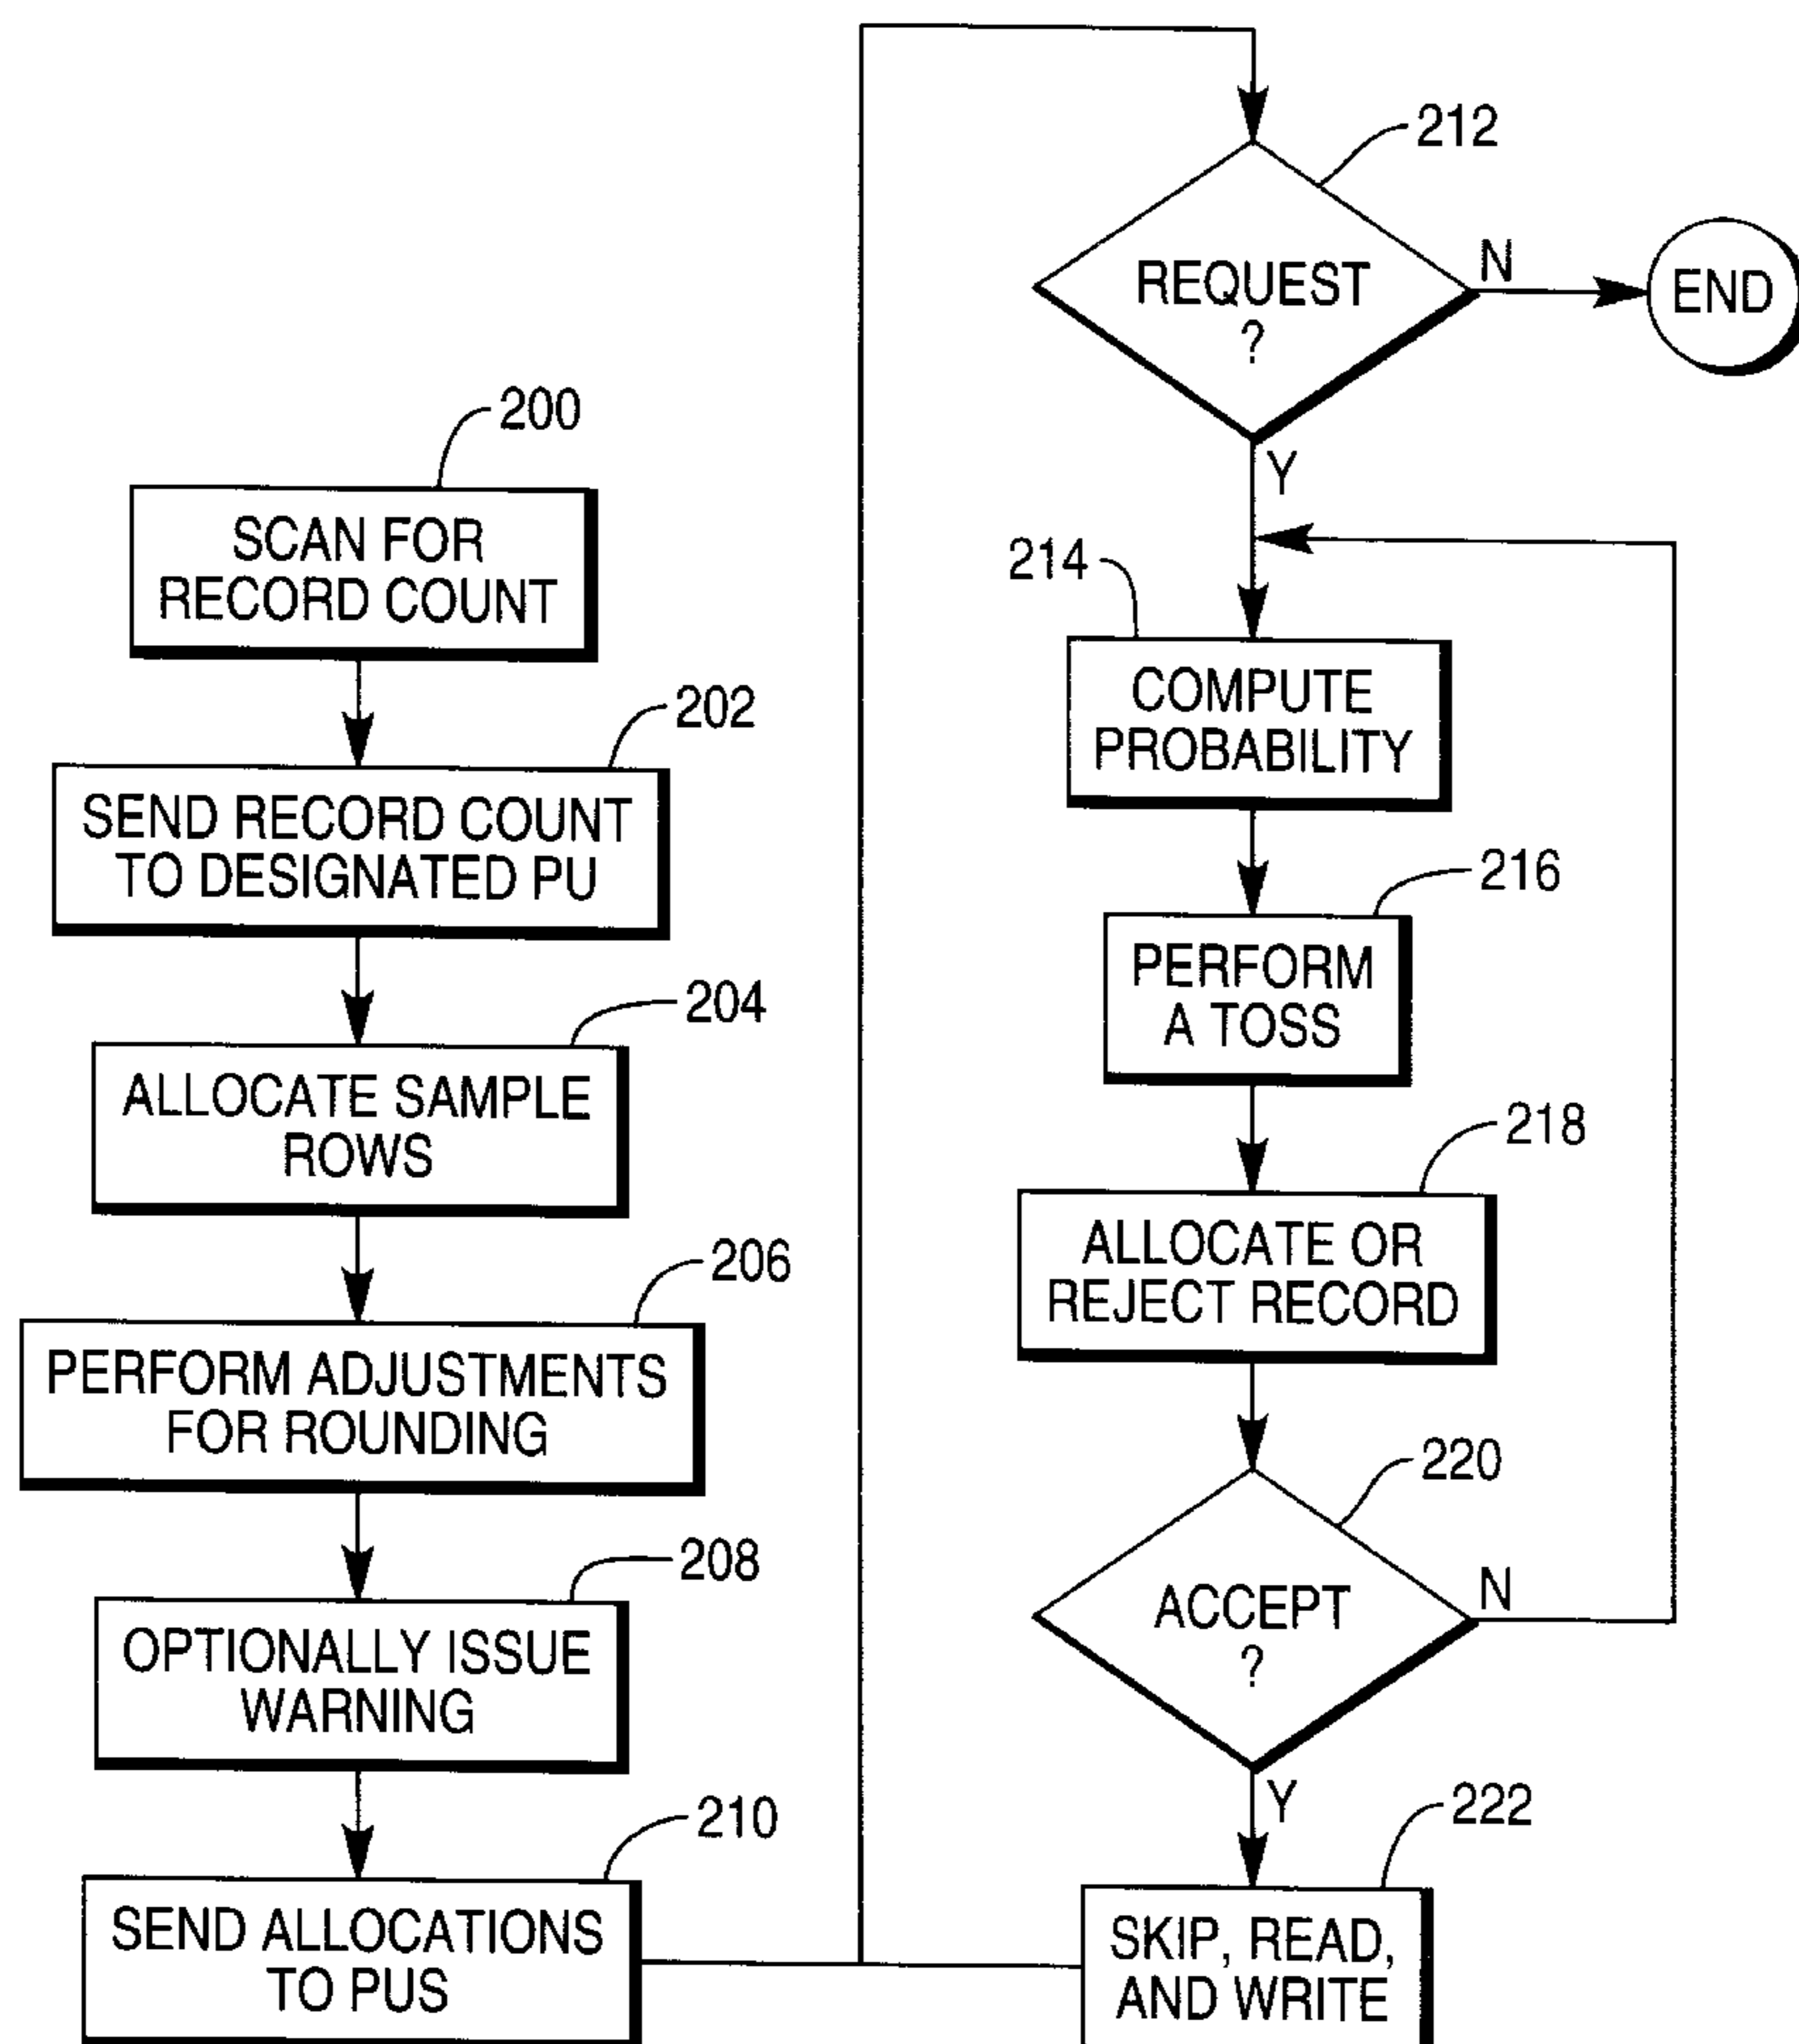 200
SCAN FOR
RECORD COUNT
202
SEND RECORD COUNT
TO DESIGNATED PU
204
ALLOCATE SAMPLE
ROWS
206
PERFORM ADJUSTMENTS
FOR ROUNDING
208
OPTIONALLY ISSUE
WARNING
210
SEND ALLOCATIONS
TO PUS
212
REQUEST
?
N
END
Y
214
COMPUTE
PROBABILITY
216
PERFORM
A TOSS
218
ALLOCATE OR
REJECT RECORD
220
ACCEPT
?
N
Y
222
SKIP, READ,
AND WRITE